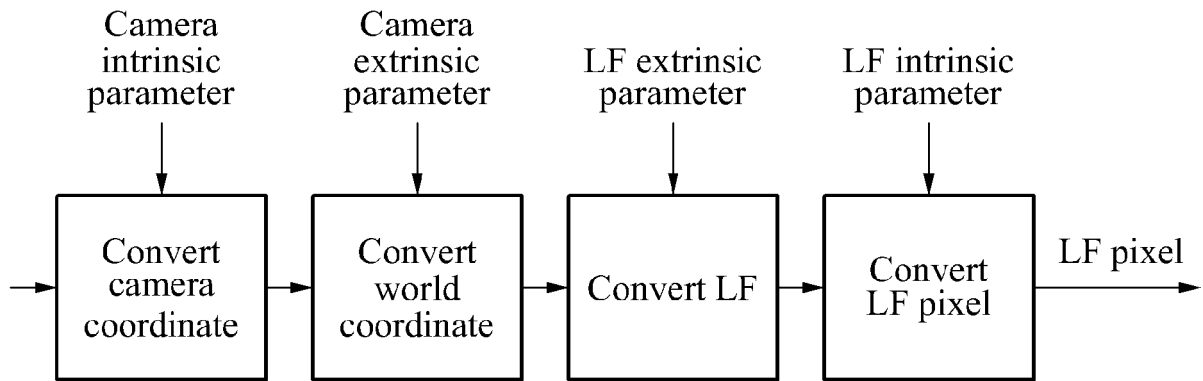 Camera
intrinsic
parameter
Camera
extrinsic
parameter
LF extrinsic
parameter
LF intrinsic
parameter
Convert
camera
coordinate
Convert
world
coordinate
Convert LF
Convert
LF pixel
LF pixel